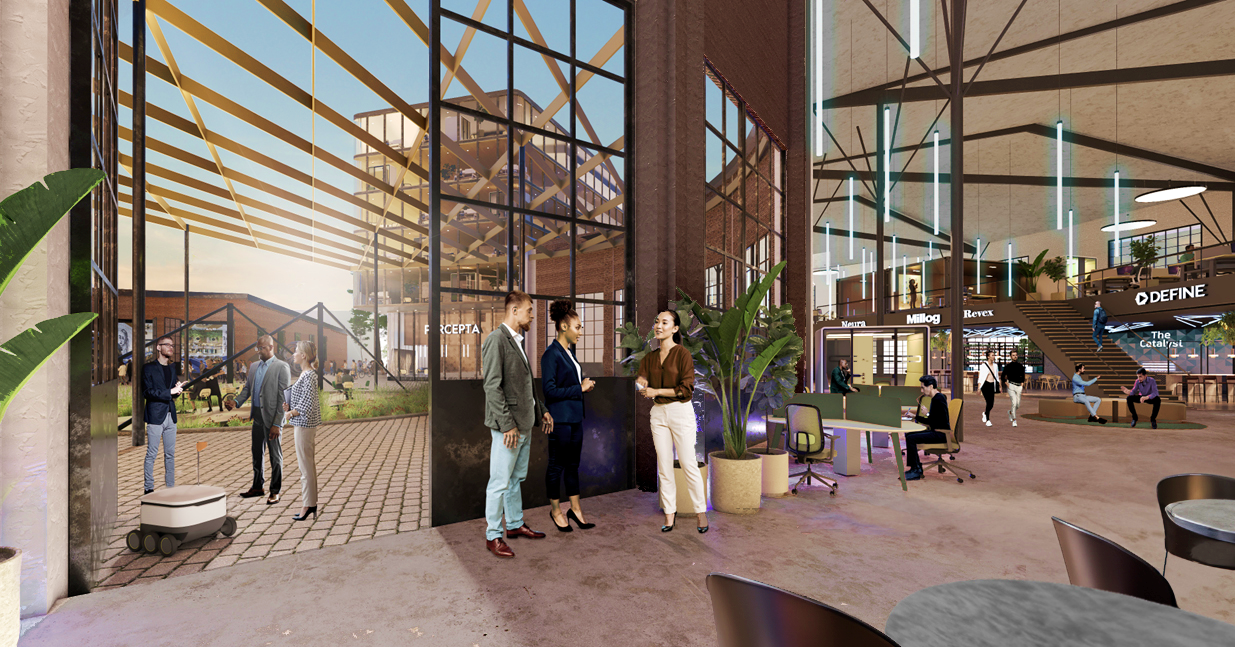 PERCEPTA
Neura
Millog
Revex
DEFINE
The
Catalyst